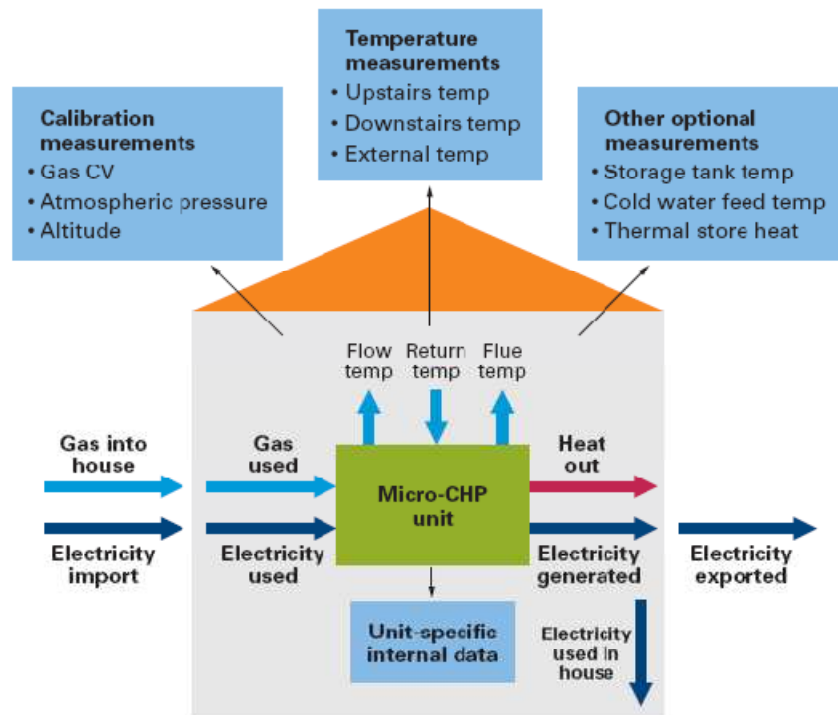 Temperature
measurements
• Upstairs temp
• Downstairs temp
• External temp
Calibration
measurements
• Gas CV
• Atmospheric pressure
• Altitude
Other optional
measurements
• Storage tank temp
• Cold water feed temp
• Thermal store heat
Flow
temp
Return
temp
Flue
temp
Gas into
house
Gas
used
Heat
out
Micro-CHP
unit
Electricity
import
Electricity
used
Electricity
generated
Electricity
exported
Unit-specific
internal data
Electricity
used in
house